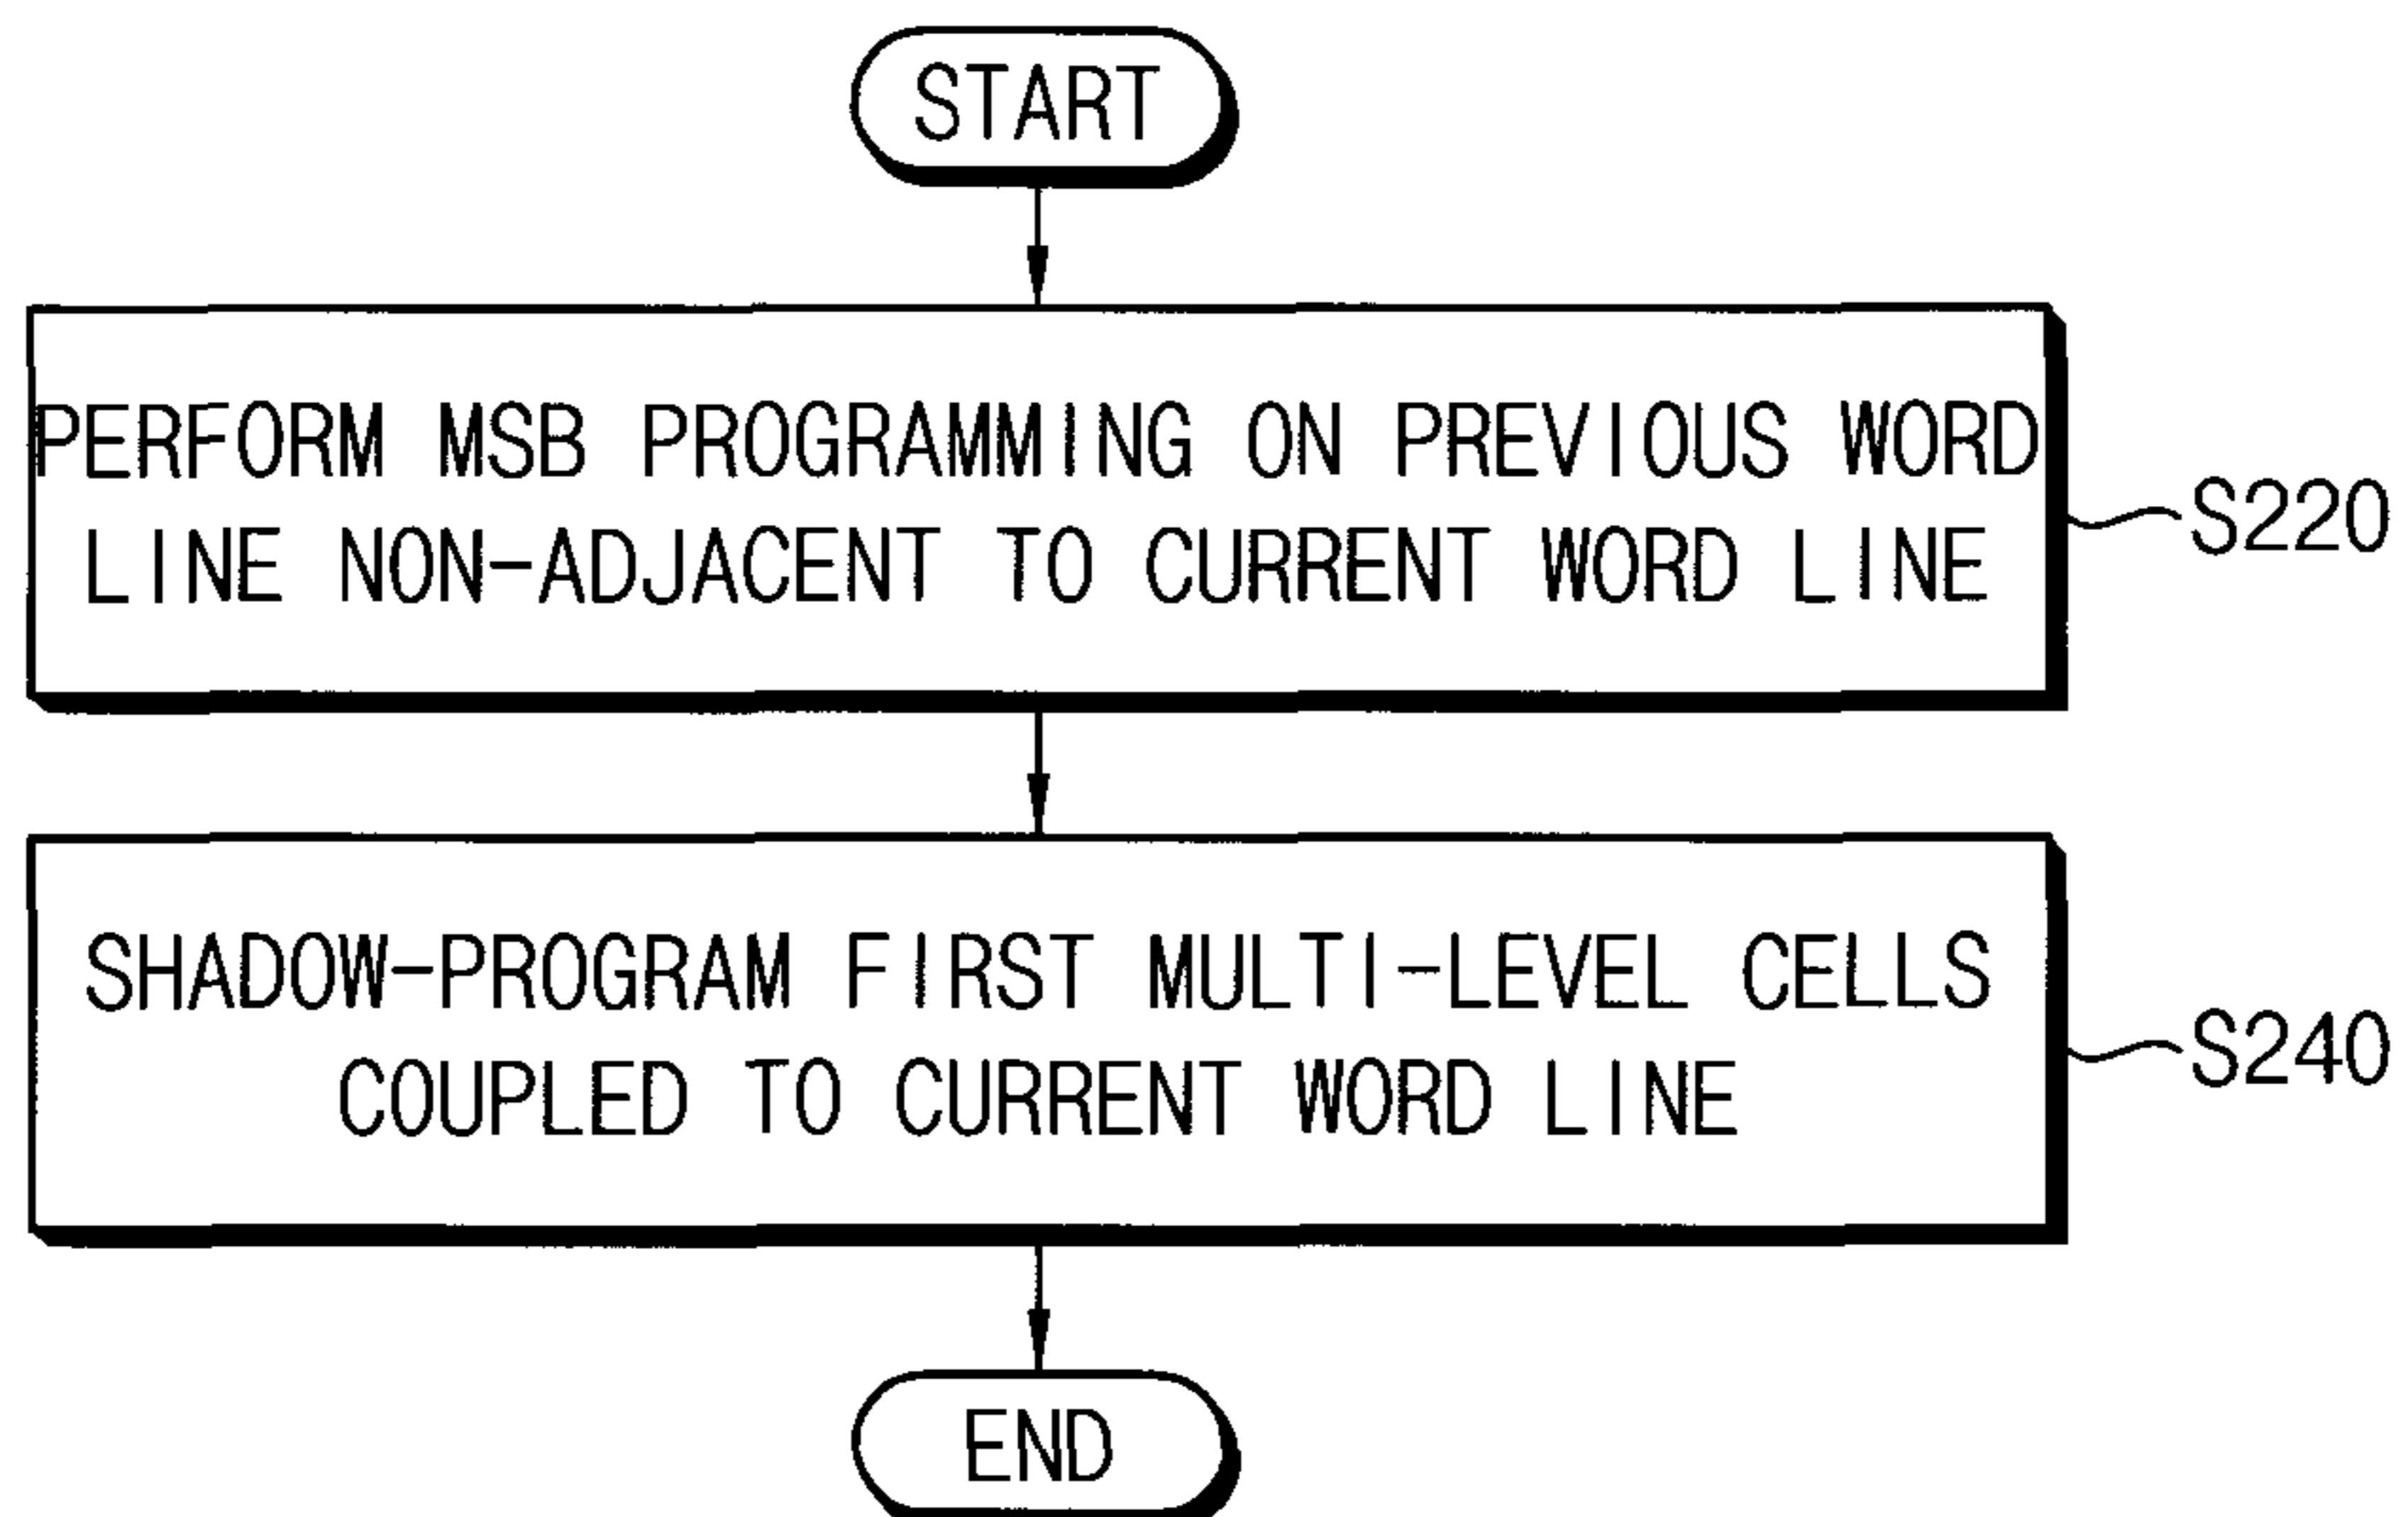 START
PERFORM MSB PROGRAMMING ON PREVIOUS WORD
LINE NON-ADJACENT TO CURRENT WORD LINE
S220
SHADOW-PROGRAM FIRST MULTI-LEVEL CELLS
COUPLED TO CURRENT WORD LINE
S240
END